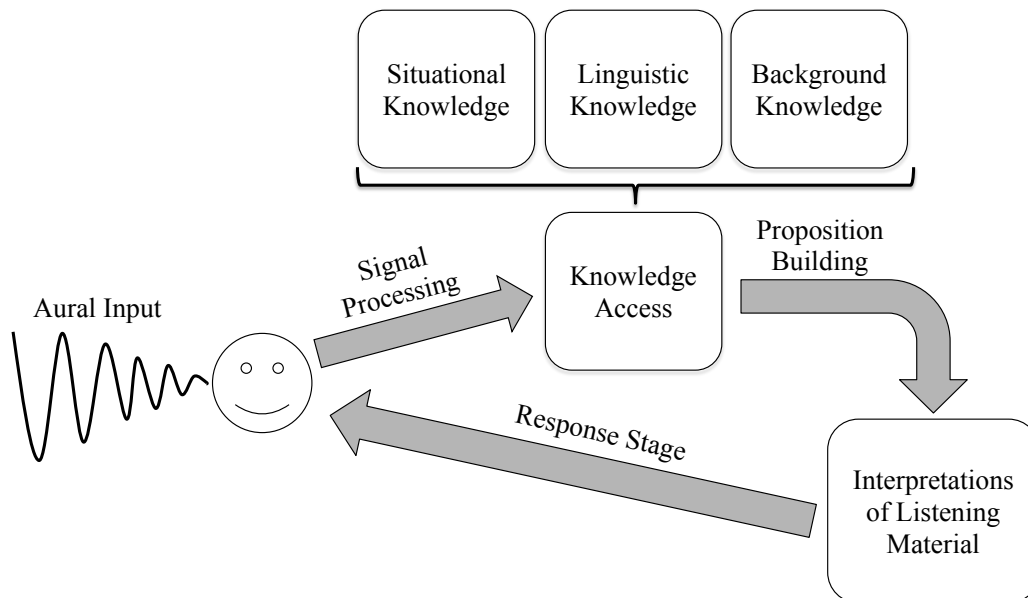 Situational
Knowledge
Linguistic
Knowledge
Background
Knowledge
Aural Input
Signal
Processing
Knowledge
Access
Proposition
Building
Response Stage
Interpretations
of Listening
Material